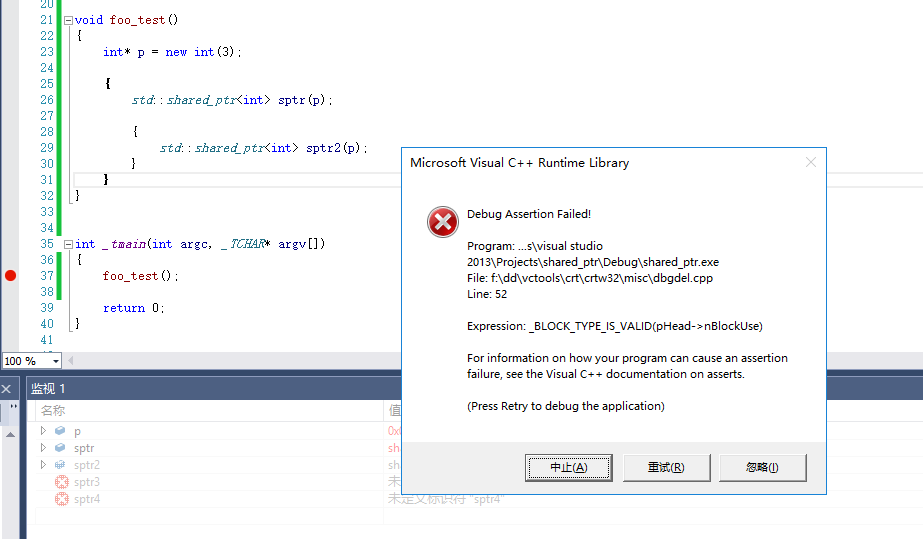 20
21 void foo_test()
22 {
23 int* p = new int(3);
24
25 {
26 std::shared_ptr<int> sptr(p);
27
28 {
29 std::shared_ptr<int> sptr2(p);
30 }
31 }
32 }
33
34
35 int _tmain(int argc, _TCHAR* argv[])
36 {
37 foo_test();
38
39 return 0;
40 }
41
100 %
监视 1
名称 值
p 0x
sptr sh
sptr2 sh
sptr3 未
sptr4 未定义标识符 "sptr4"
Microsoft Visual C++ Runtime Library
Debug Assertion Failed!
Program: ...s\visual studio
2013\Projects\shared_ptr\Debug\shared_ptr.exe
File: f:\dd\vctools\crt\crtw32\misc\dbgdel.cpp
Line: 52
Expression: _BLOCK_TYPE_IS_VALID(pHead->nBlockUse)
For information on how your program can cause an assertion
failure, see the Visual C++ documentation on asserts.
(Press Retry to debug the application)
中止(A) 重试(R) 忽略(I)